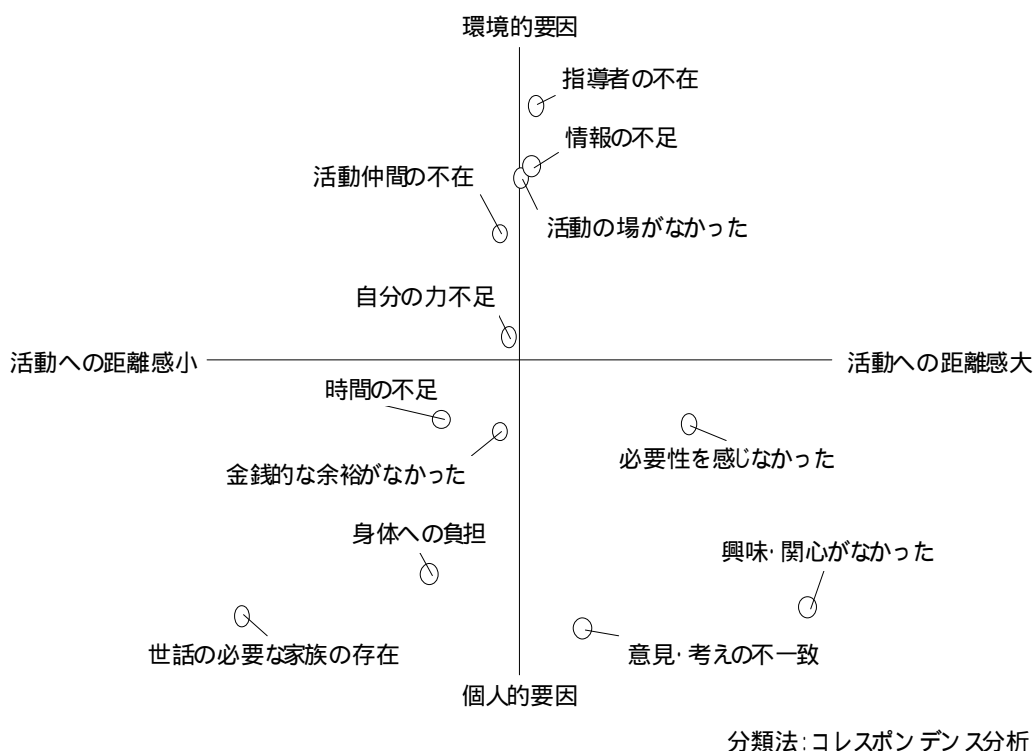 環境的要因
指導者の不在
情報の不足
活動仲間の不在
活動の場がなかった
自分の力不足
活動への距離感小
活動への距離感大
時間の不足
必要性を感じなかった
金銭的な余裕がなかった
身体への負担
興味・関心がなかった
世話の必要な家族の存在
意見・考えの不一致
個人的要因
分類法:コレスポンデンス分析